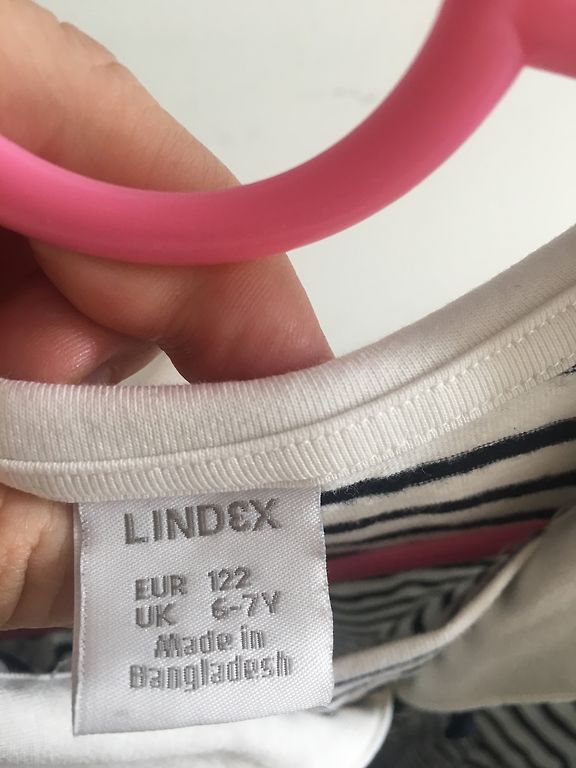 LINDEX
EUR 122
UK 6-7Y
Made in
Bangladesh